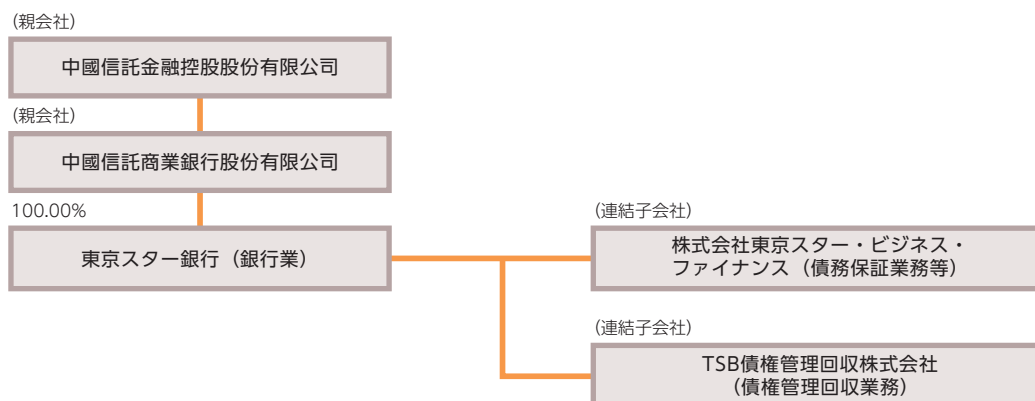 (親会社)
中國信託金融控股股份有限公司
(親会社)
中國信託商業銀行股份有限公司
100.00%
東京スター銀行（銀行業）
(連結子会社)
株式会社東京スター・ビジネス・
ファイナンス（債務保証業務等）
(連結子会社)
TSB債権管理回収株式会社
（債権管理回収業務）